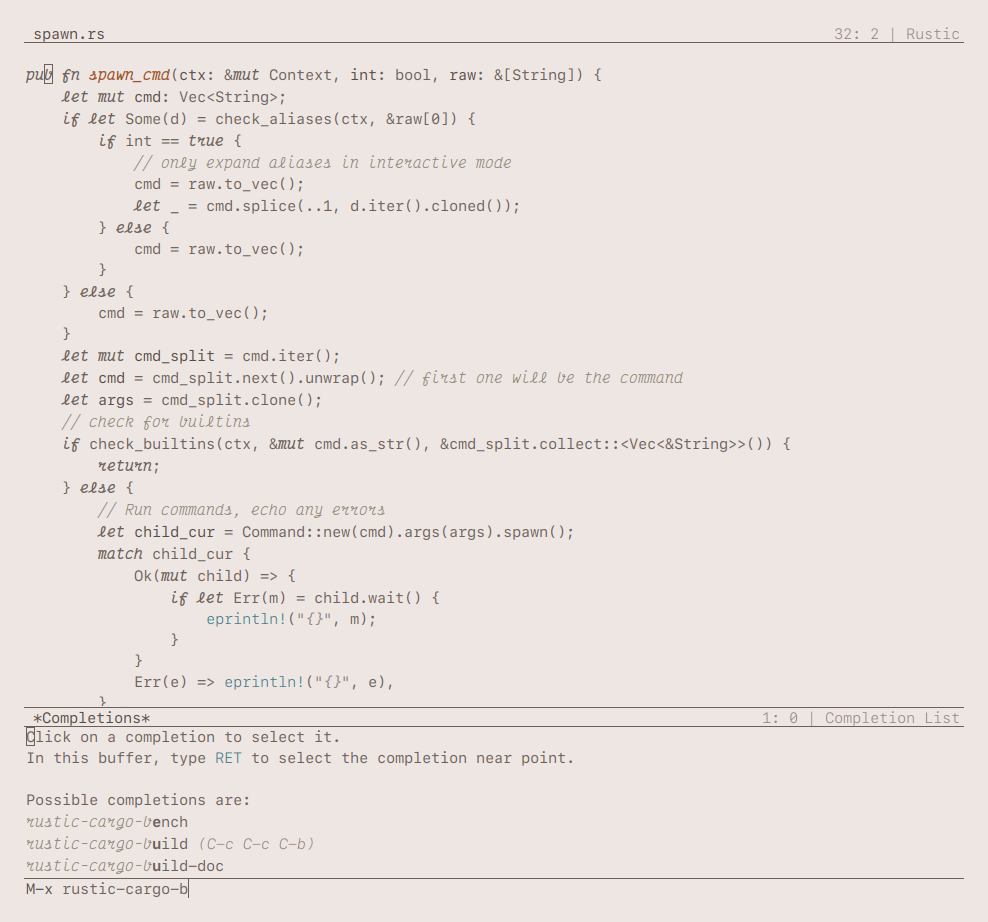 spawn.rs 32: 2 | Rustic
pub fn spawn_cmd(ctx: &mut Context, int: bool, raw: &[String]) {
    let mut cmd: Vec<String>;
    if let Some(d) = check_aliases(ctx, &raw[0]) {
        if int == true {
            // only expand aliases in interactive mode
            cmd = raw.to_vec();
            let _ = cmd.splice(..1, d.iter().cloned());
        } else {
            cmd = raw.to_vec();
        }
    } else {
        cmd = raw.to_vec();
    }
    let mut cmd_split = cmd.iter();
    let cmd = cmd_split.next().unwrap(); // first one will be the command
    let args = cmd_split.clone();
    // check for builtins
    if check_builtins(ctx, &mut cmd.as_str(), &cmd_split.collect::<Vec<&String>>()) {
        return;
    } else {
        // Run commands, echo any errors
        let child_cur = Command::new(cmd).args(args).spawn();
        match child_cur {
            Ok(mut child) => {
                if let Err(m) = child.wait() {
                    eprintln!("{}", m);
                }
            }
            Err(e) => eprintln!("{}", e),
        }
*Completions* 1: 0 | Completion List
Click on a completion to select it.
In this buffer, type RET to select the completion near point.
Possible completions are:
rustic-cargo-bench
rustic-cargo-build (C-c C-c C-b)
rustic-cargo-build-doc
M-x rustic-cargo-b